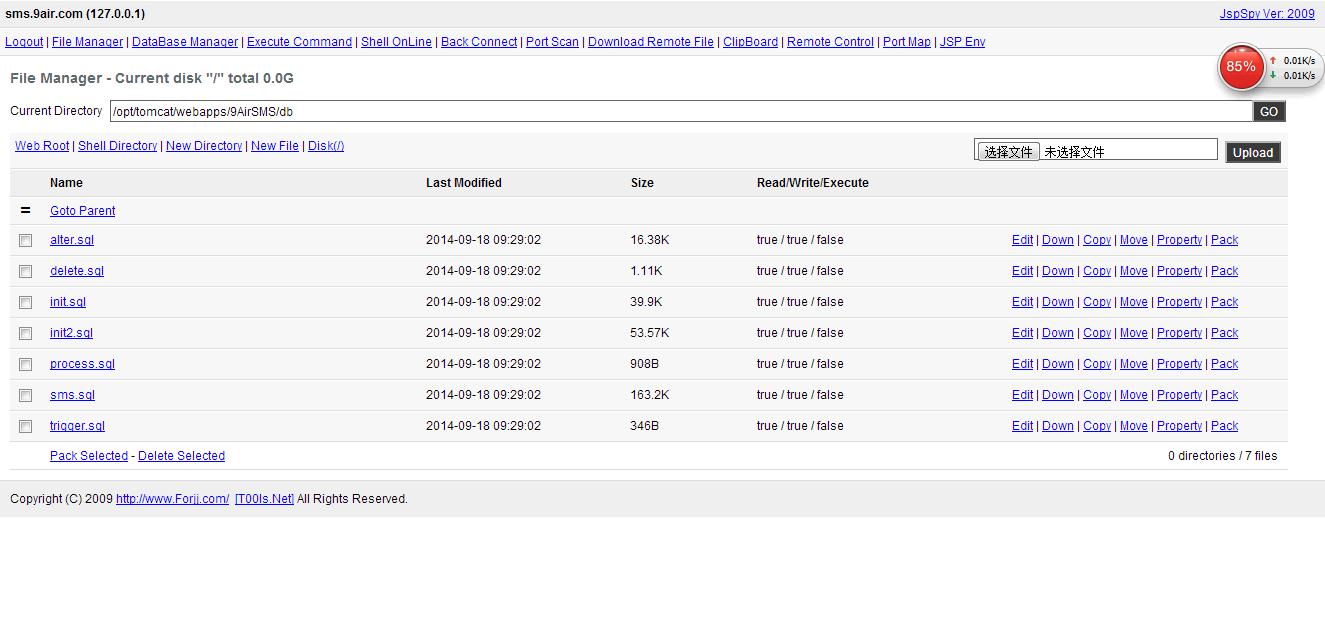 sms.9air.com (127.0.0.1) JspSpy Ver: 2009
Logout | File Manager | DataBase Manager | Execute Command | Shell OnLine | Back Connect | Port Scan | Download Remote File | ClipBoard | Remote Control | Port Map | JSP Env
85% 0.01K/s
0.01K/s
File Manager - Current disk "/" total 0.0G
Current Directory /opt/tomcat/webapps/9AirSMS/db GO
Web Root | Shell Directory | New Directory | New File | Disk(/) 选择文件 未选择文件 Upload
Name Last Modified Size Read/Write/Execute
= Goto Parent
alter.sql 2014-09-18 09:29:02 16.38K true / true / false Edit | Down | Copy | Move | Property | Pack
delete.sql 2014-09-18 09:29:02 1.11K true / true / false Edit | Down | Copy | Move | Property | Pack
init.sql 2014-09-18 09:29:02 39.9K true / true / false Edit | Down | Copy | Move | Property | Pack
init2.sql 2014-09-18 09:29:02 53.57K true / true / false Edit | Down | Copy | Move | Property | Pack
process.sql 2014-09-18 09:29:02 908B true / true / false Edit | Down | Copy | Move | Property | Pack
sms.sql 2014-09-18 09:29:02 163.2K true / true / false Edit | Down | Copy | Move | Property | Pack
trigger.sql 2014-09-18 09:29:02 346B true / true / false Edit | Down | Copy | Move | Property | Pack
Pack Selected - Delete Selected 0 directories / 7 files
Copyright (C) 2009 http://www.Forjj.com/ [T00ls.Net] All Rights Reserved.